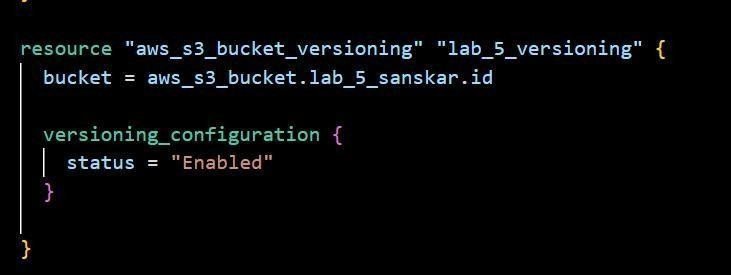 resource "aws_s3_bucket_versioning" "lab_5_versioning" {
  bucket = aws_s3_bucket.lab_5_sanskar.id

  versioning_configuration {
    status = "Enabled"
  }

}